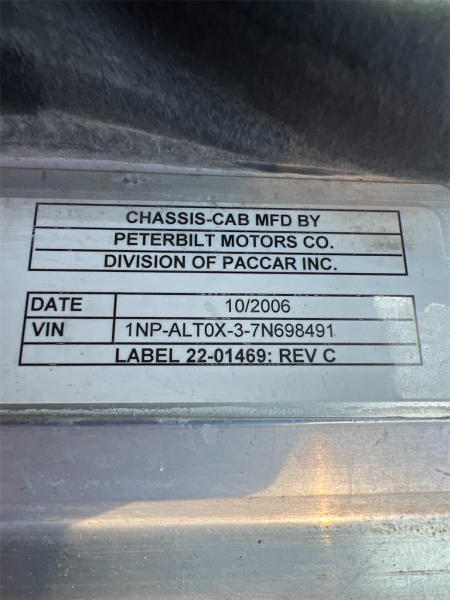 CHASSIS-CAB MFD BY
PETERBILT MOTORS CO.
DIVISION OF PACCAR INC.
DATE 10/2006
VIN 1NP-ALT0X-3-7N698491
LABEL 22-01469: REV C